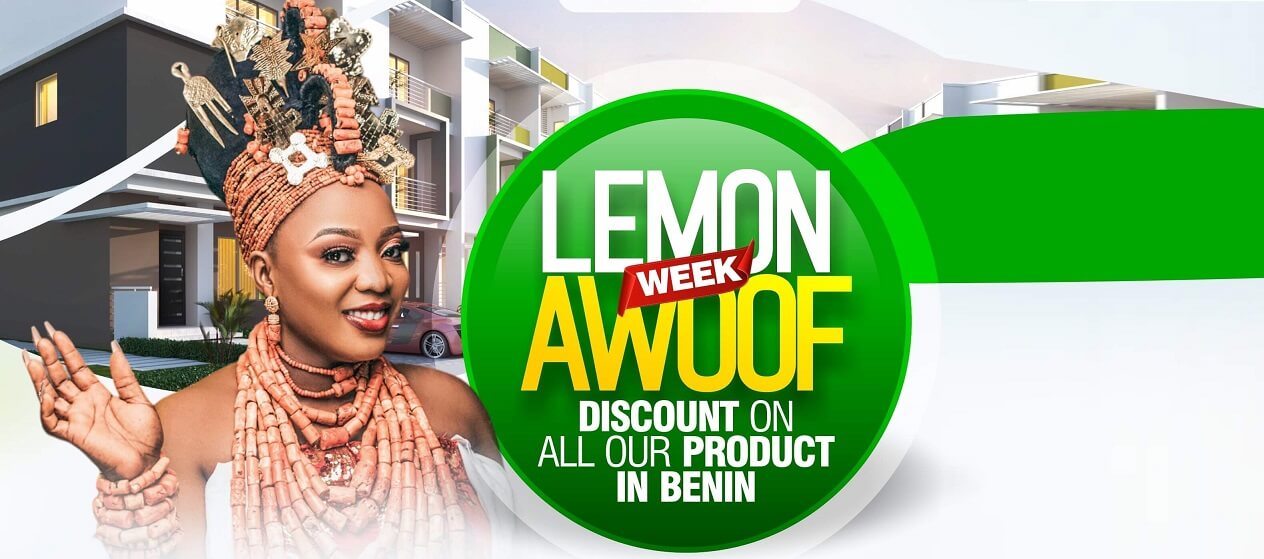 LEMON
WEEK
AWOOF
DISCOUNT ON
ALL OUR PRODUCT
IN BENIN